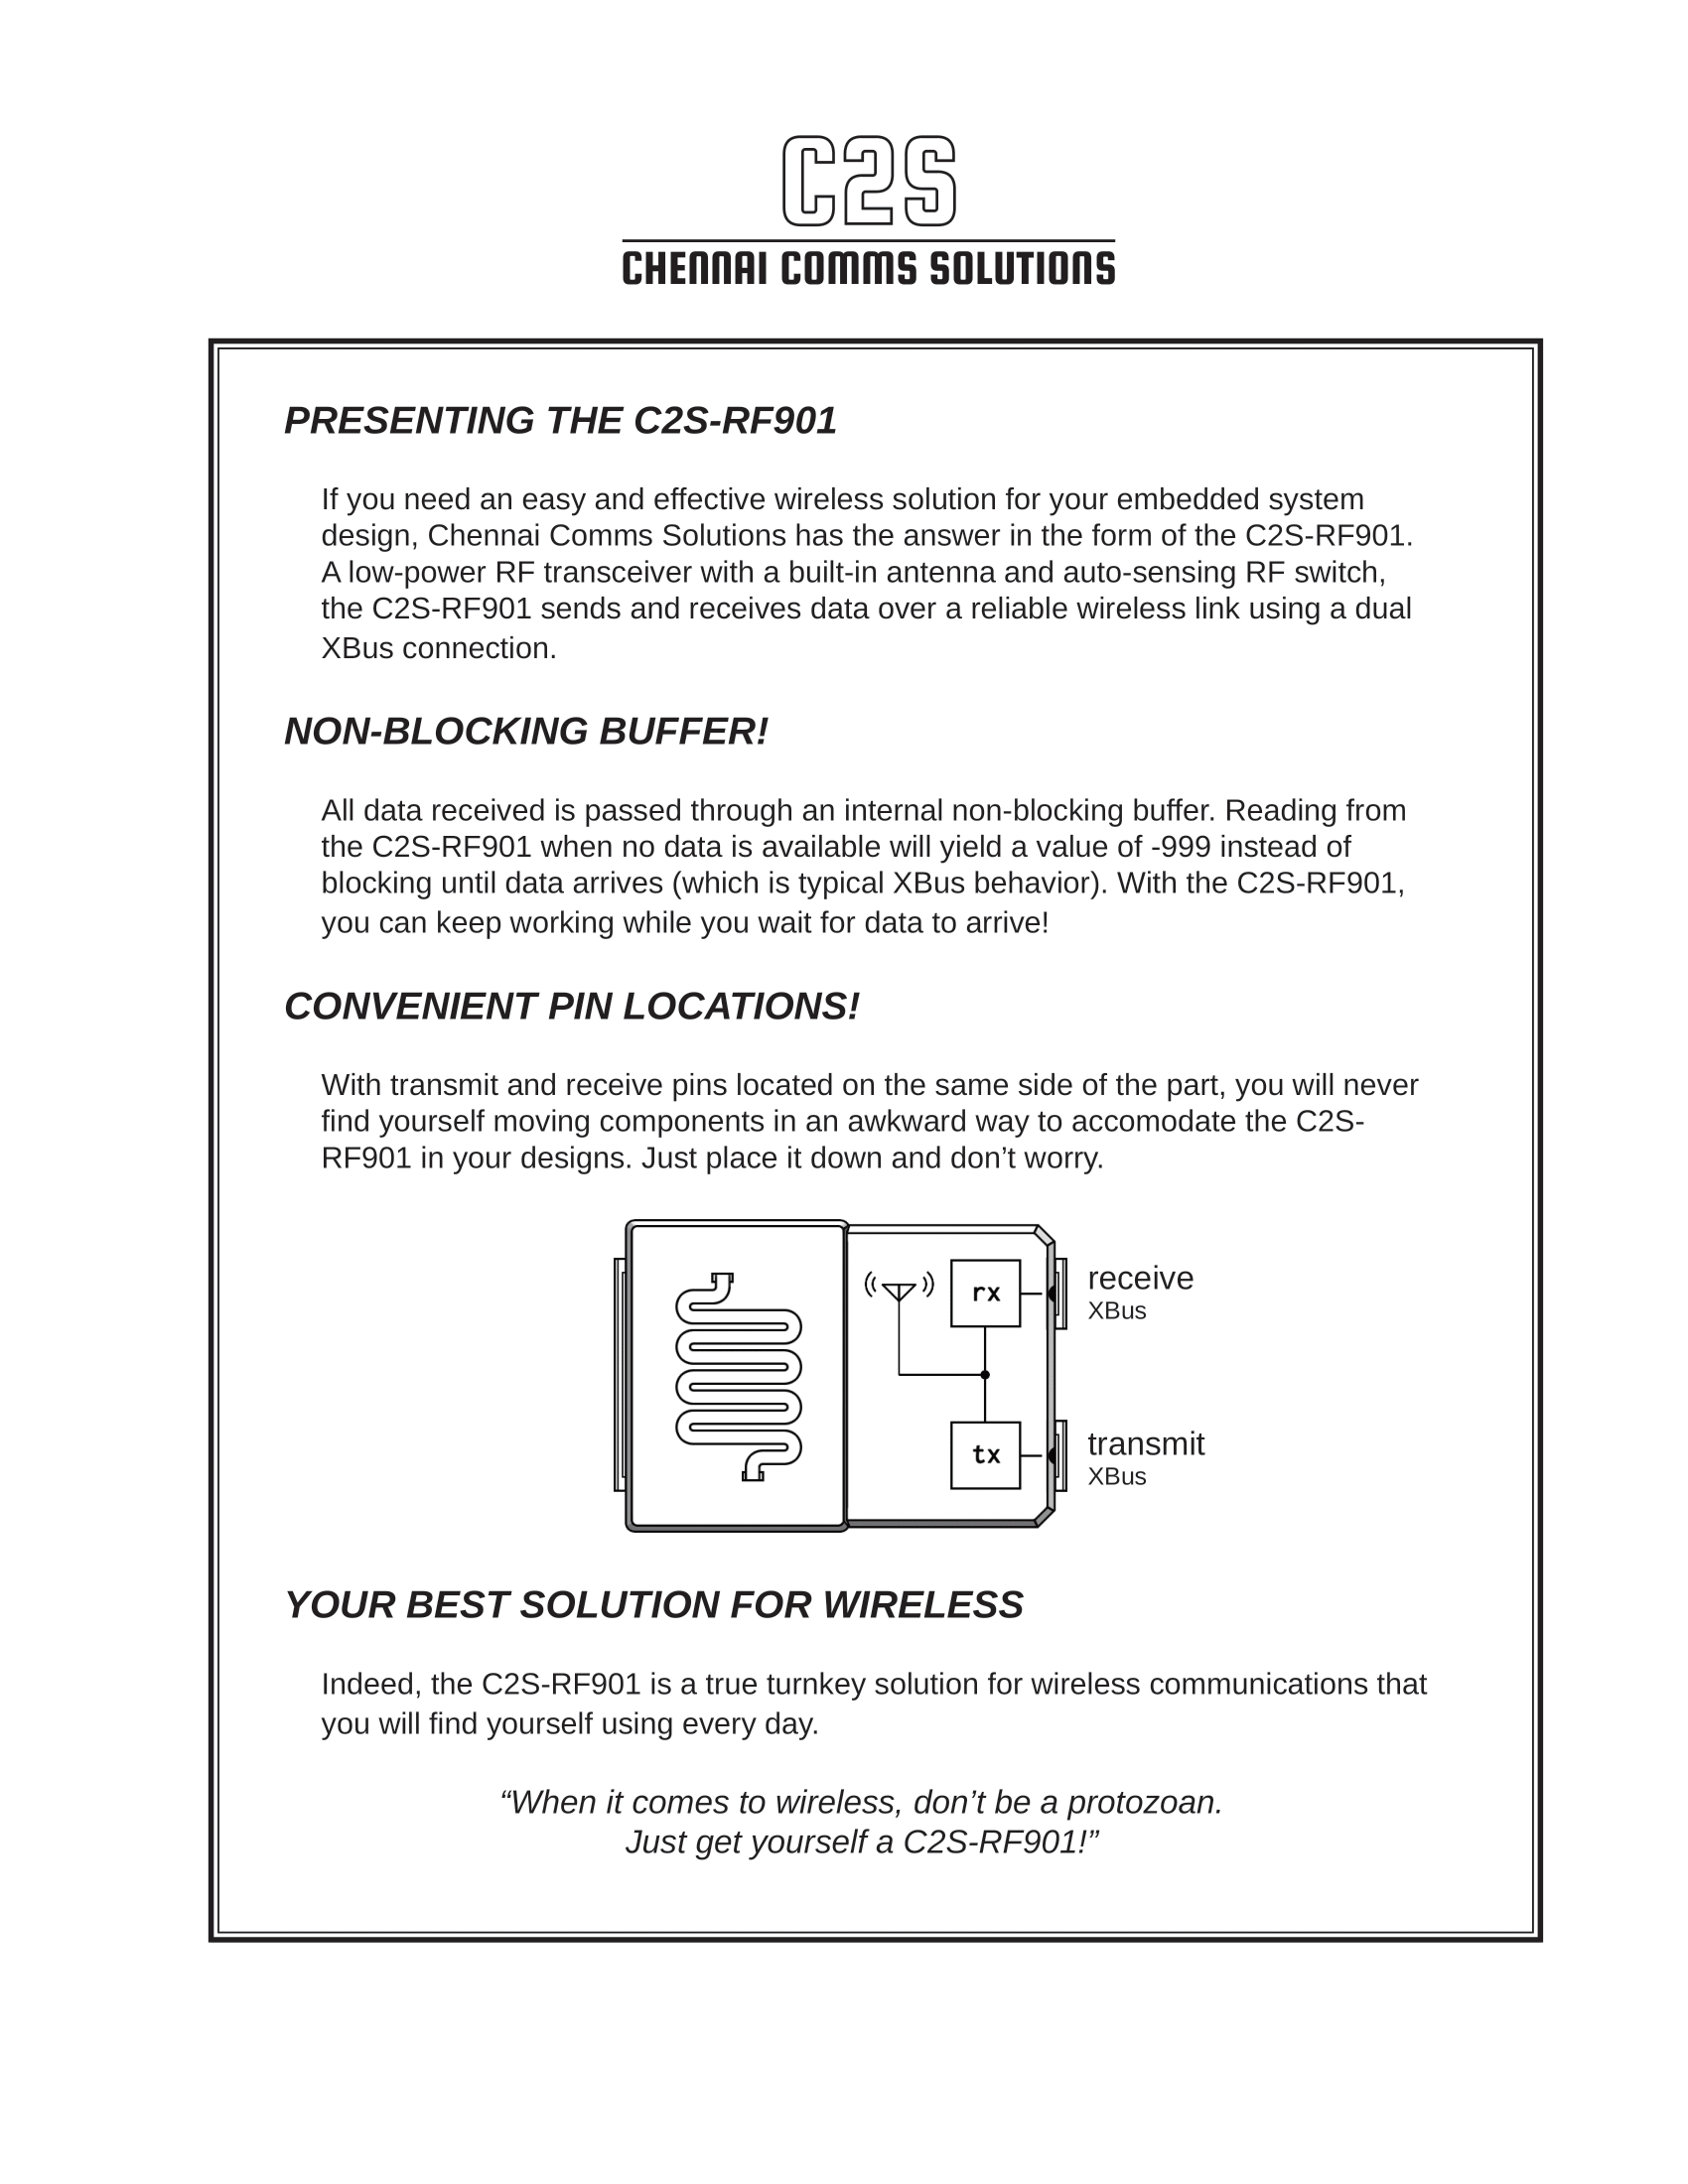 C2S
CHENNAI COMMS SOLUTIONS
PRESENTING THE C2S-RF901
If you need an easy and effective wireless solution for your embedded system
design, Chennai Comms Solutions has the answer in the form of the C2S-RF901.
A low-power RF transceiver with a built-in antenna and auto-sensing RF switch,
the C2S-RF901 sends and receives data over a reliable wireless link using a dual
XBus connection.
NON-BLOCKING BUFFER!
All data received is passed through an internal non-blocking buffer. Reading from
the C2S-RF901 when no data is available will yield a value of -999 instead of
blocking until data arrives (which is typical XBus behavior). With the C2S-RF901,
you can keep working while you wait for data to arrive!
CONVENIENT PIN LOCATIONS!
With transmit and receive pins located on the same side of the part, you will never
find yourself moving components in an awkward way to accomodate the C2S-
RF901 in your designs. Just place it down and don’t worry.
rx
receive
XBus
tx
transmit
XBus
YOUR BEST SOLUTION FOR WIRELESS
Indeed, the C2S-RF901 is a true turnkey solution for wireless communications that
you will find yourself using every day.
“When it comes to wireless, don’t be a protozoan.
Just get yourself a C2S-RF901!”